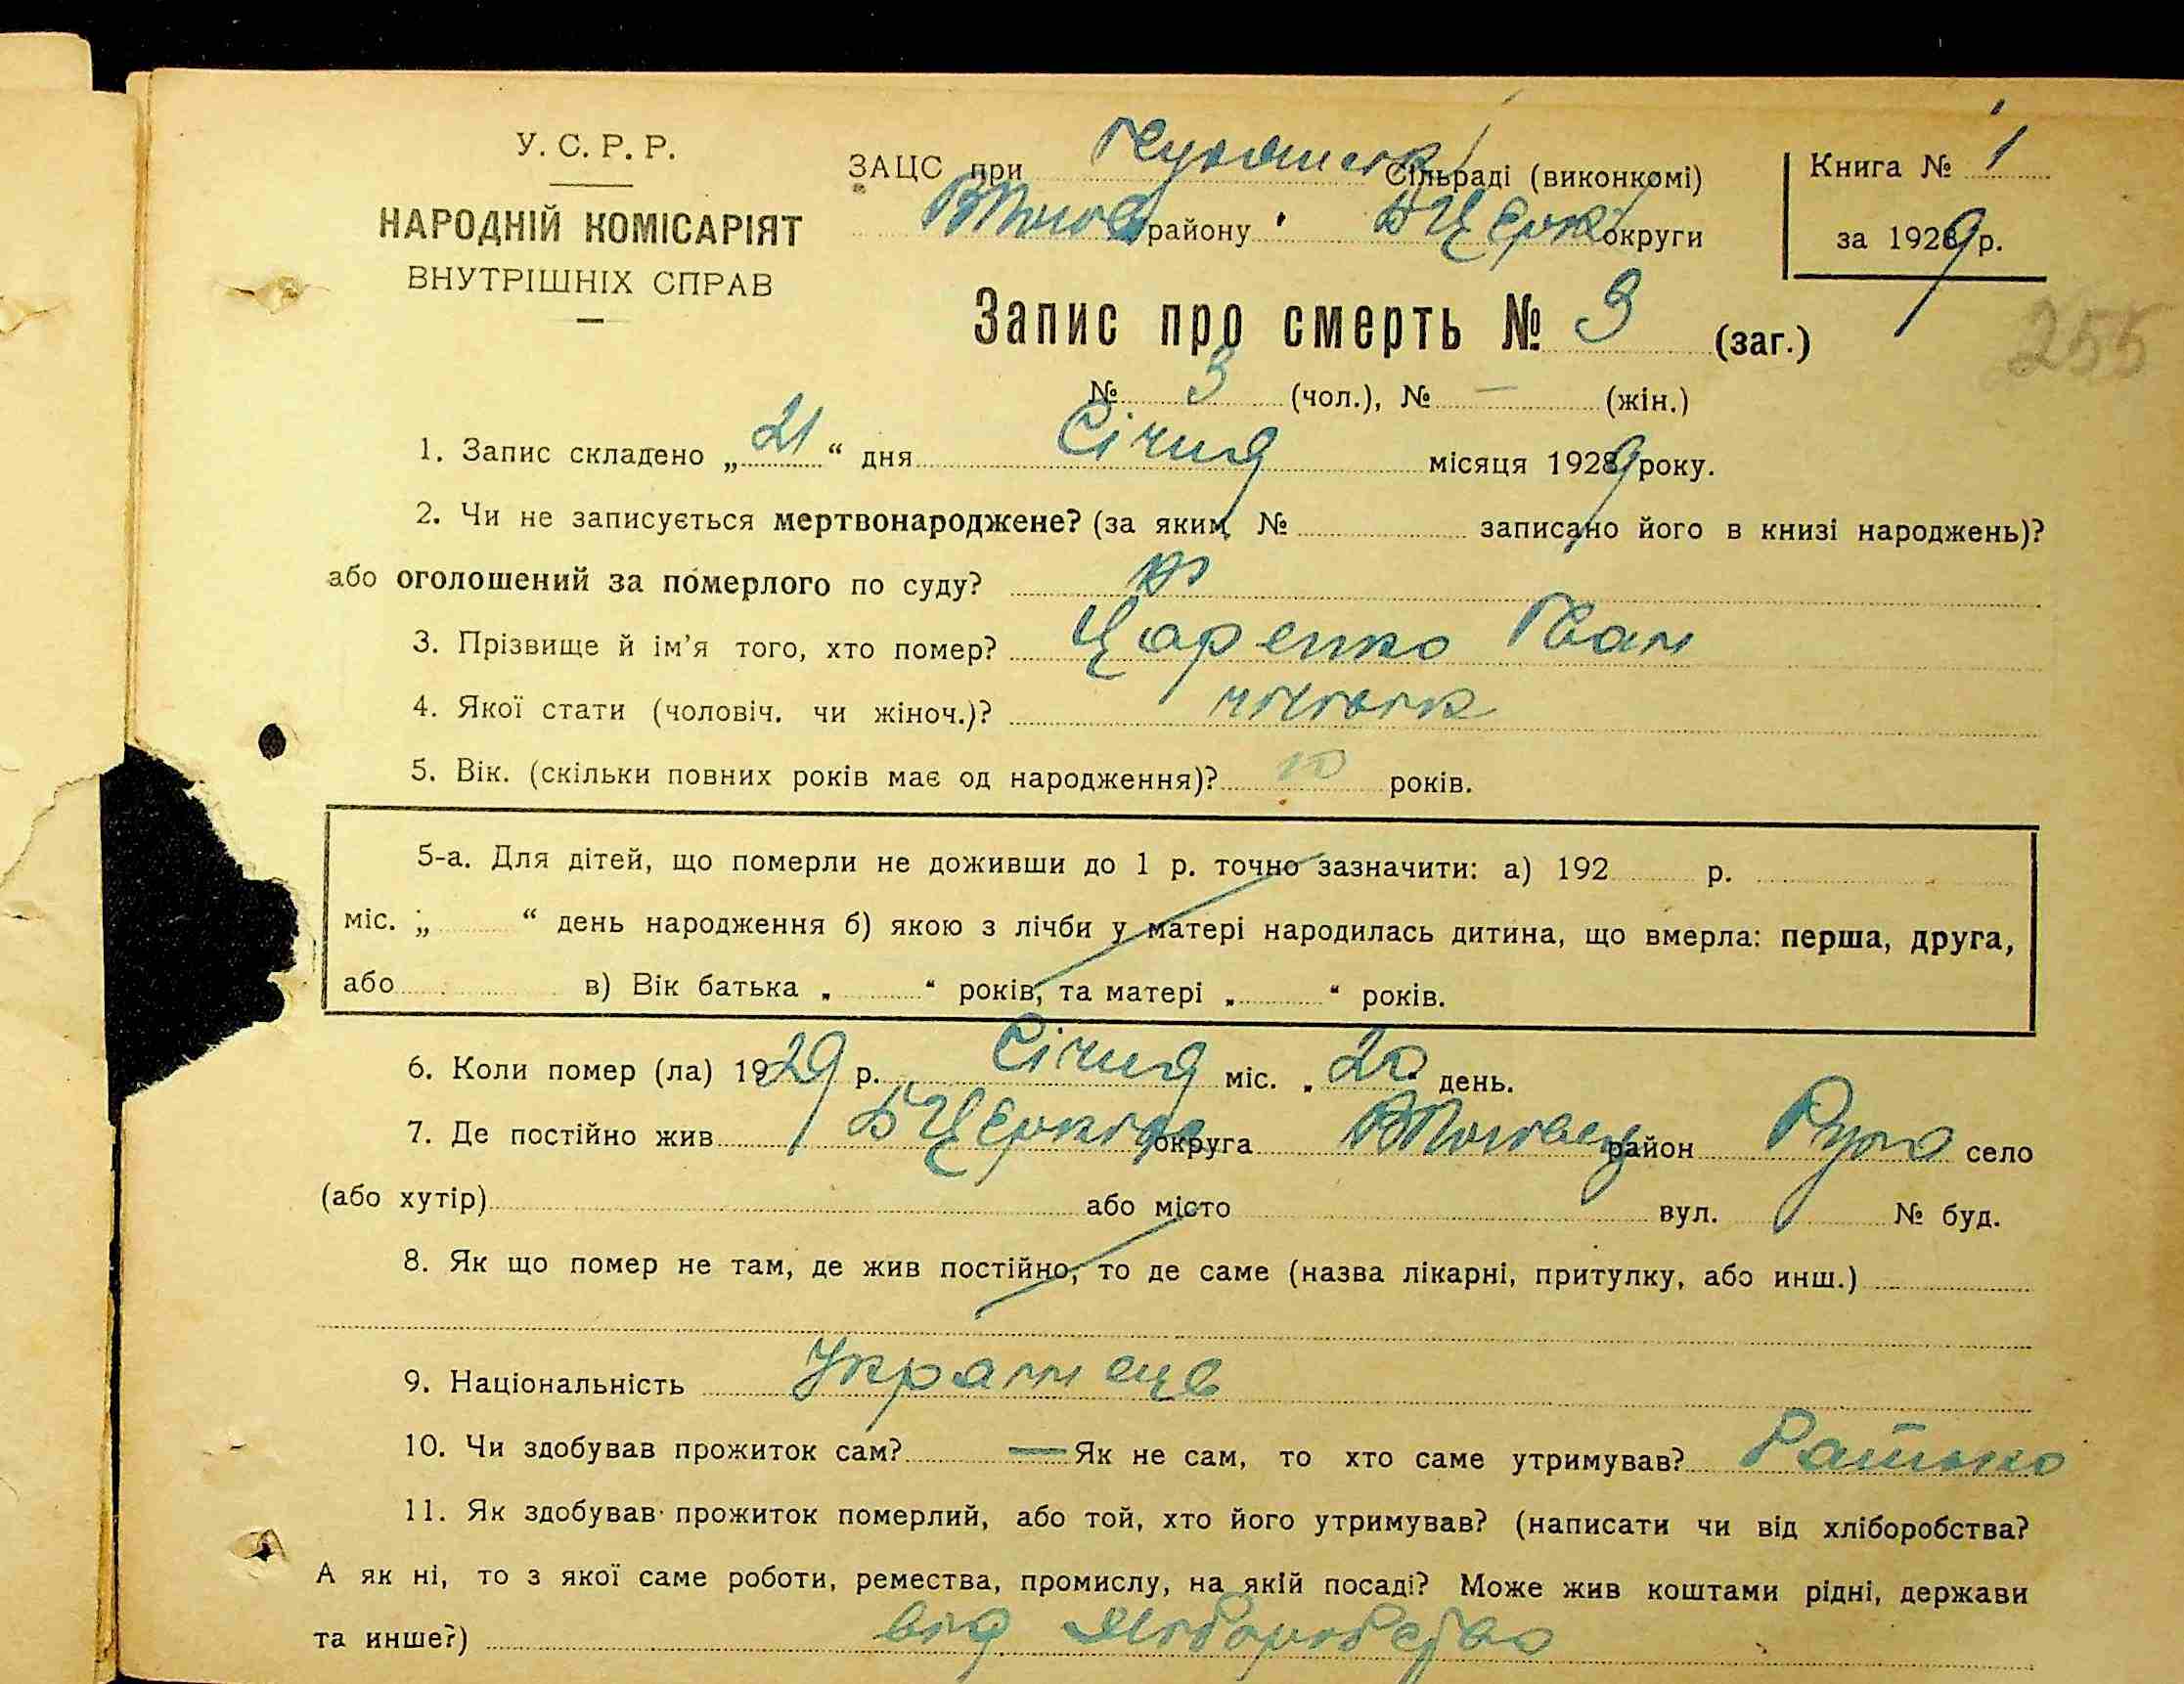 У. С. Р. Р.
НАРОДНІЙ КОМІСАРІЯТ
ВНУТРІШНІХ СПРАВ
ЗАЦС при Сільраді (виконкомі)
району БЦерк округи
Книга № 1
за 1929 р.
Запис про смерть № 3 (заг.)
255
№ 3 (чол.), № — (жін.)
1. Запис складено „21“ дня Січня місяця 1929 року.
2. Чи не записується мертвонароджене? (за яким № записано його в книзі народжень)?
або оголошений за померлого по суду?
3. Прізвище й ім’я того, хто помер? Царенко Іван
4. Якої стати (чоловіч. чи жіноч.)?
5. Вік. (скільки повних років має од народження)? 10 років.
5-а. Для дітей, що померли не доживши до 1 р. точно зазначити: а) 192 р.
міс. „ “ день народження б) якою з лічби у матері народилась дитина, що вмерла: перша, друга,
або в) Вік батька „ “ років, та матері „ “ років.
6. Коли помер (ла) 1929 р. Січня міс. „20 день.
7. Де постійно жив БЦерківс округа район село
(або хутір) або місто вул. № буд.
8. Як що помер не там, де жив постійно, то де саме (назва лікарні, притулку, або инш.)
9. Національність Українець
10. Чи здобував прожиток сам? — Як не сам, то хто саме утримував? Батько
11. Як здобував прожиток померлий, або той, хто його утримував? (написати чи від хліборобства?
А як ні, то з якої саме роботи, ремества, промислу, на якій посаді? Може жив коштами рідні, держави
та инше?) від хліборобства